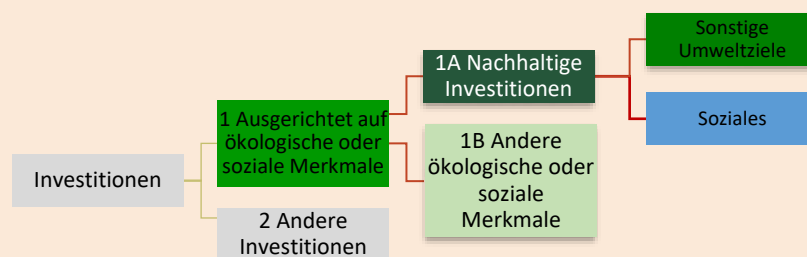 Investitionen
1 Ausgerichtet auf
ökologische oder
soziale Merkmale
2 Andere
Investitionen
1A Nachhaltige
Investitionen
1B Andere
ökologische oder
soziale
Merkmale
Sonstige
Umweltziele
Soziales